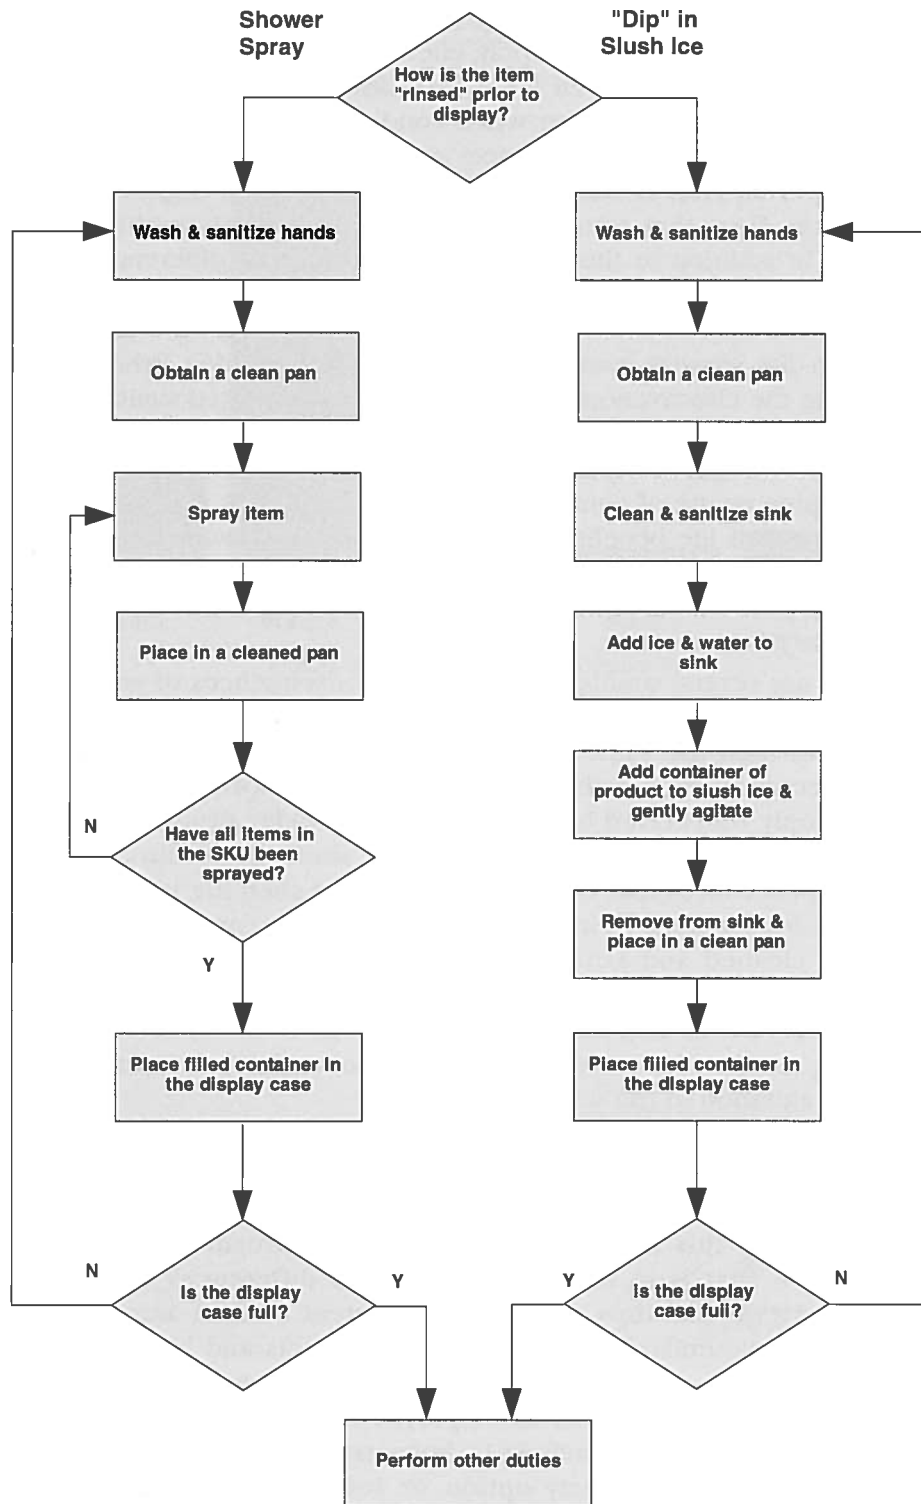 Shower
Spray
"Dip" in
Slush Ice
How is the item
"rinsed" prior to
display?
Wash & sanitize hands
Obtain a clean pan
Spray item
Place in a cleaned pan
N
Have all items in
the SKU been
sprayed?
Y
Place filled container in
the display case
N
Is the display
case full?
Y
Wash & sanitize hands
Obtain a clean pan
Clean & sanitize sink
Add ice & water to
sink
Add container of
product to slush ice &
gently agitate
Remove from sink &
place in a clean pan
Place filled container in
the display case
Y
Is the display
case full?
N
Perform other duties